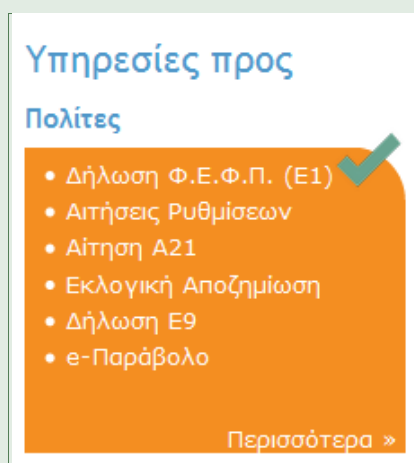 Υπηρεσίες προς
Πολίτες
• Δήλωση Φ.Ε.Φ.Π. (Ε1)
• Αιτήσεις Ρυθμίσεων
• Αίτηση Α21
• Εκλογική Αποζημίωση
• Δήλωση Ε9
• e-Παράβολο
Περισσότερα »